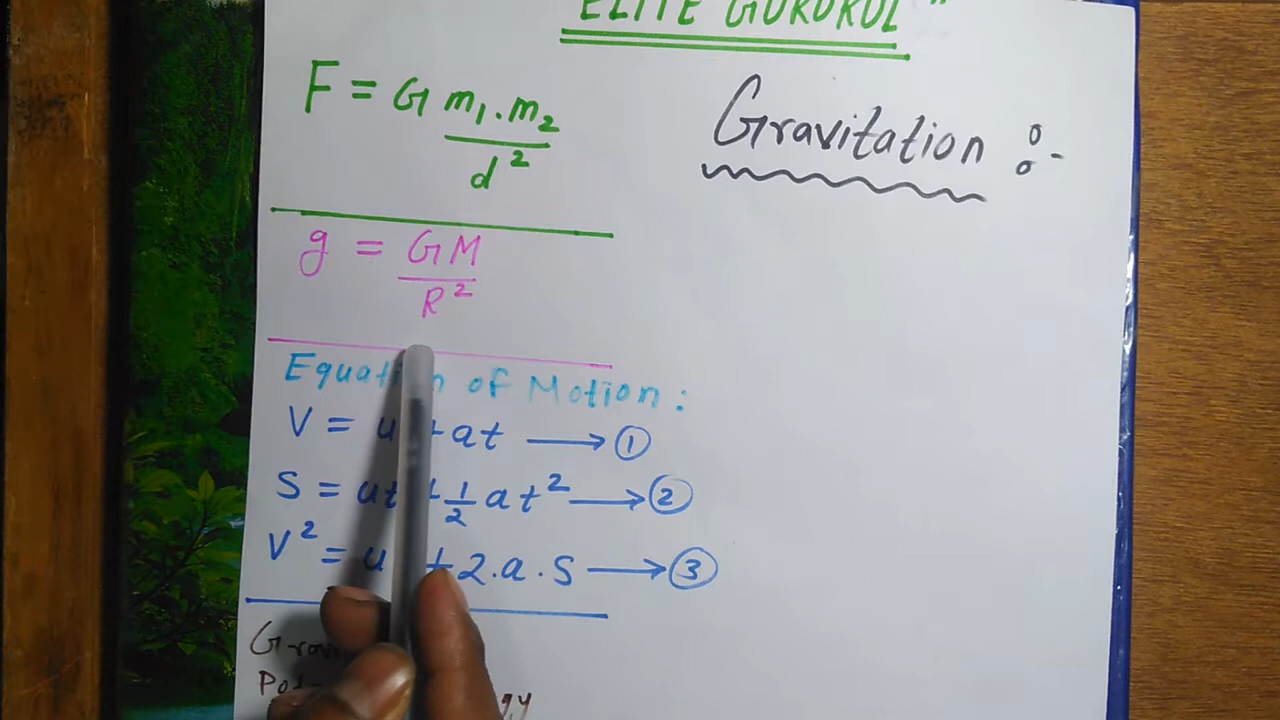 ELITE GURUKUL"
Gravitation :-
F = G m₁.m₂
d²
g = GM
R²
Equation of Motion:
V = u + at → ①
S = ut + 1/2 at² → ②
V² = u + 2.a.S → ③